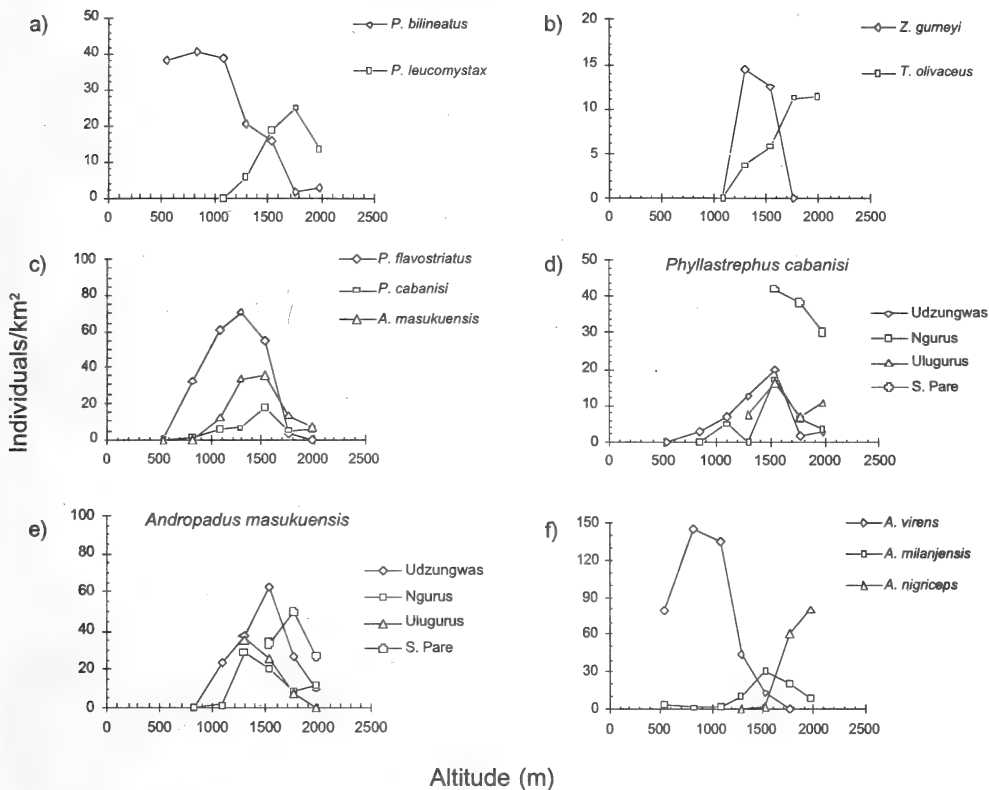 a)
50
40
30
20
10
0
0 500 1000 1500 2000 2500
P. bilineatus
P. leucomystax
b)
20
15
10
5
0
0 500 1000 1500 2000 2500
Z. gurneyi
T. olivaceus
c)
100
80
60
40
20
0
0 500 1000 1500 2000 2500
P. flavostriatus
P. cabanisi
A. masukuensis
d)
Phyllastrephus cabanisi
50
40
30
20
10
0
0 500 1000 1500 2000 2500
Udzungwas
Ngurus
Ulugurus
S. Pare
e)
Andropadus masukuensis
100
80
60
40
20
0
0 500 1000 1500 2000 2500
Udzungwas
Ngurus
Ulugurus
S. Pare
f)
150
120
90
60
30
0
0 500 1000 1500 2000 2500
A. virens
A. milanjensis
A. nigriceps
Individuals/km²
Altitude (m)